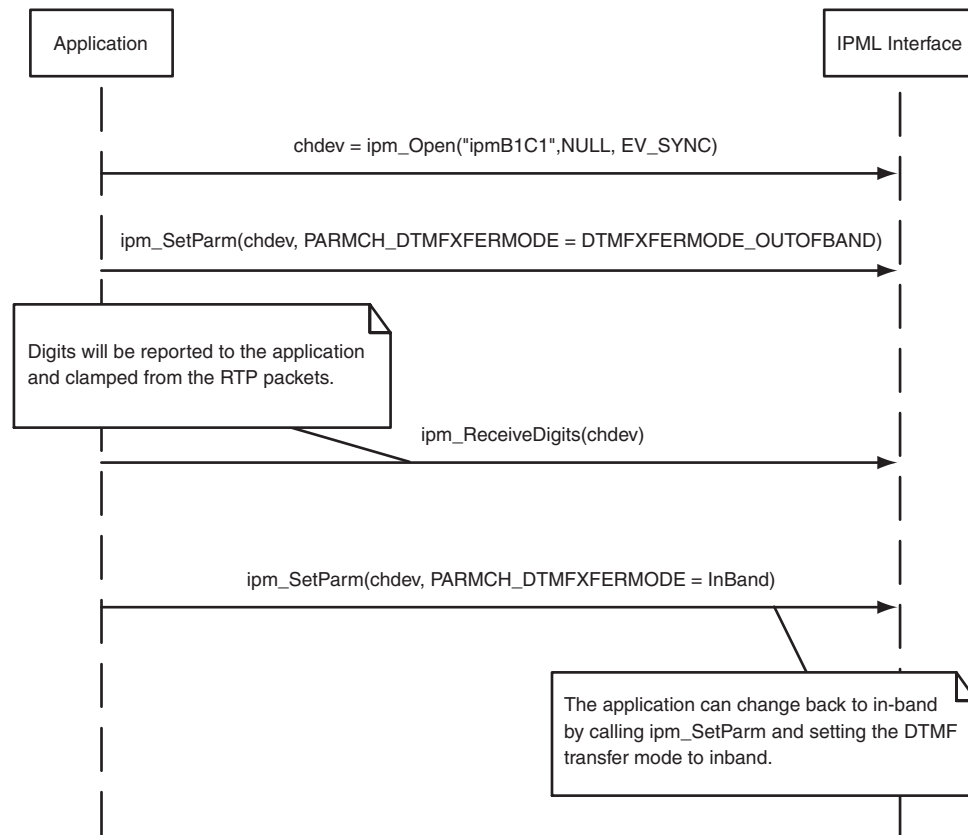 Application
IPML Interface
chdev = ipm_Open("ipmB1C1",NULL, EV_SYNC)
ipm_SetParm(chdev, PARMCH_DTMFXFERMODE = DTMFXFERMODE_OUTOFBAND)
Digits will be reported to the application
and clamped from the RTP packets.
ipm_ReceiveDigits(chdev)
ipm_SetParm(chdev, PARMCH_DTMFXFERMODE = InBand)
The application can change back to in-band
by calling ipm_SetParm and setting the DTMF
transfer mode to inband.